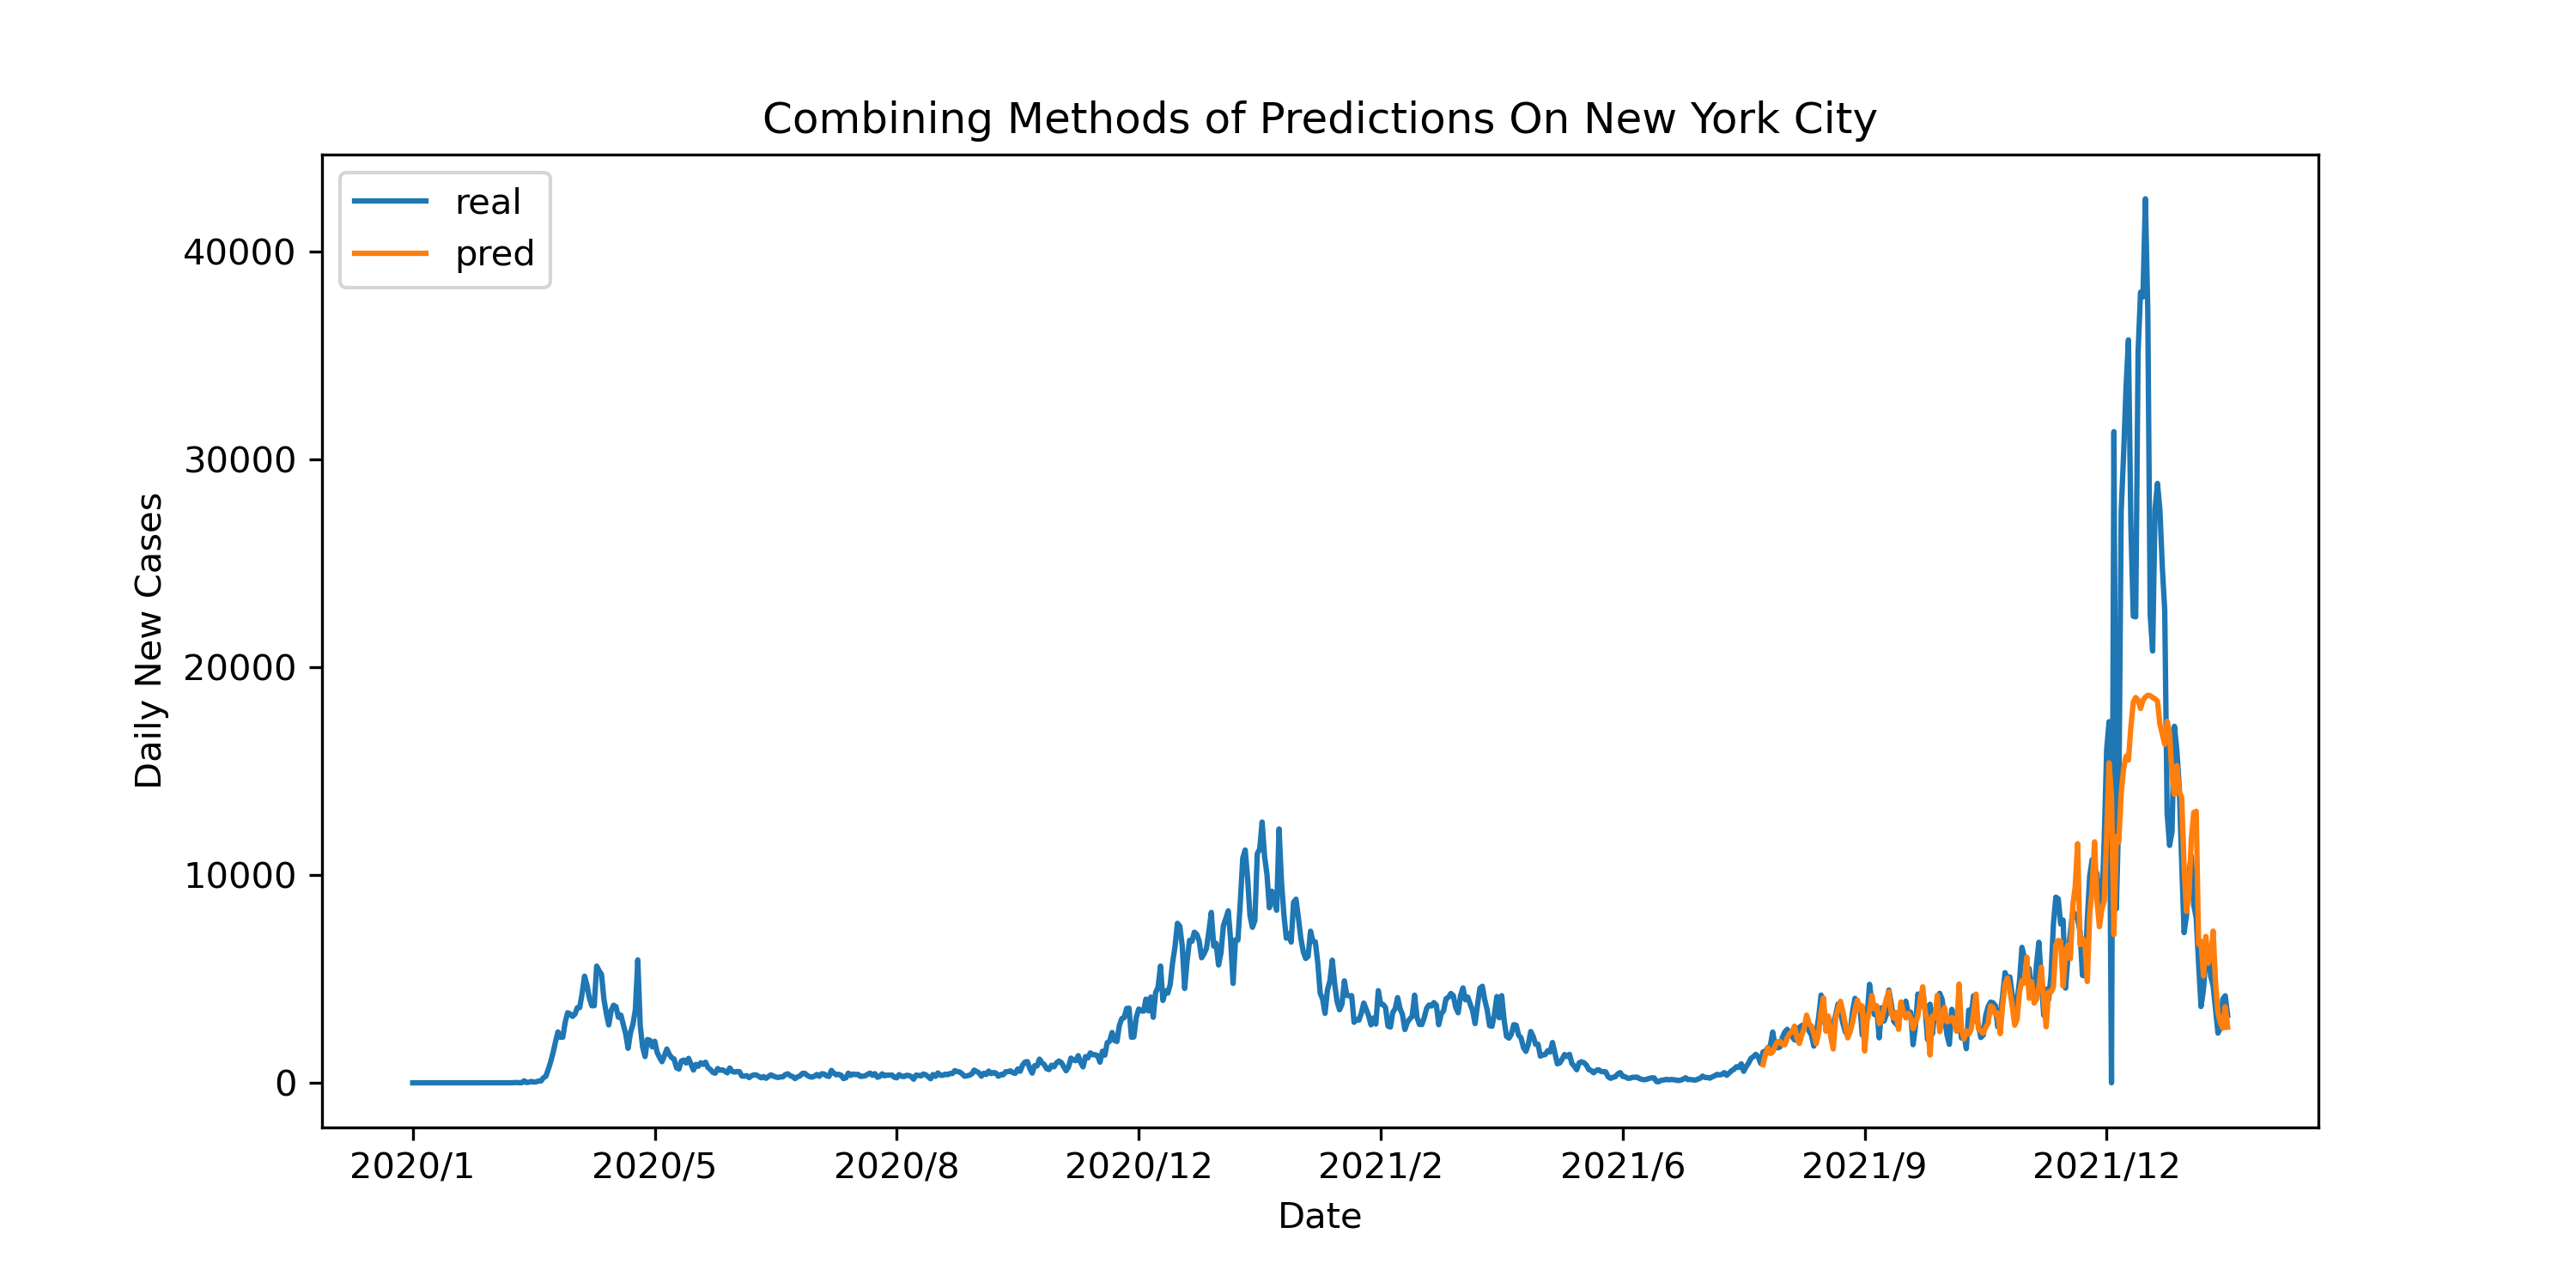 Combining Methods of Predictions On New York City
real
pred
40000
30000
20000
10000
0
Daily New Cases
2020/1 2020/5 2020/8 2020/12 2021/2 2021/6 2021/9 2021/12
Date